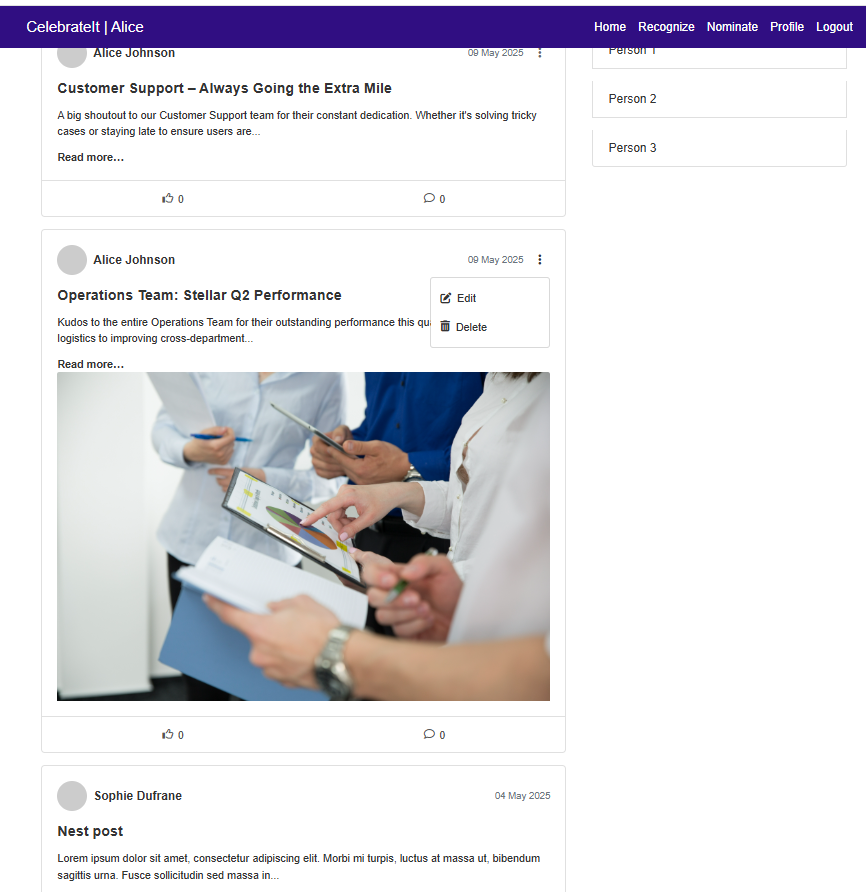 CelebrateIt | Alice
Home Recognize Nominate Profile Logout
Alice Johnson
09 May 2025
Customer Support – Always Going the Extra Mile
A big shoutout to our Customer Support team for their constant dedication. Whether it's solving tricky
cases or staying late to ensure users are...
Read more...
0 0
Alice Johnson
09 May 2025
Edit
Delete
Operations Team: Stellar Q2 Performance
Kudos to the entire Operations Team for their outstanding performance this
logistics to improving cross-department...
Read more...
0 0
Sophie Dufrane
04 May 2025
Nest post
Lorem ipsum dolor sit amet, consectetur adipiscing elit. Morbi mi turpis, luctus at massa ut, bibendum
sagittis urna. Fusce sollicitudin sed massa in...
Person 1
Person 2
Person 3